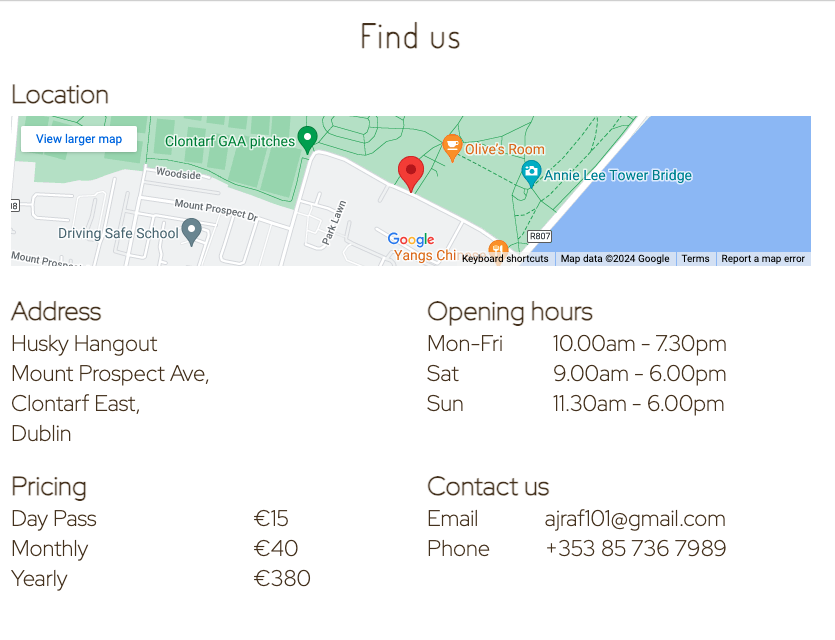 Find us
Location
View larger map
Clontarf GAA pitches
Olive's Room
Annie Lee Tower Bridge
Woodside
Mount Prospect Dr
Park Lawn
Driving Safe School
R807
Google
Yangs Chin
Mount Prospe
Keyboard shortcuts
Map data ©2024 Google
Terms
Report a map error
Address
Husky Hangout
Mount Prospect Ave,
Clontarf East,
Dublin
Opening hours
Mon-Fri 10.00am - 7.30pm
Sat 9.00am - 6.00pm
Sun 11.30am - 6.00pm
Pricing
Day Pass €15
Monthly €40
Yearly €380
Contact us
Email ajraf101@gmail.com
Phone +353 85 736 7989